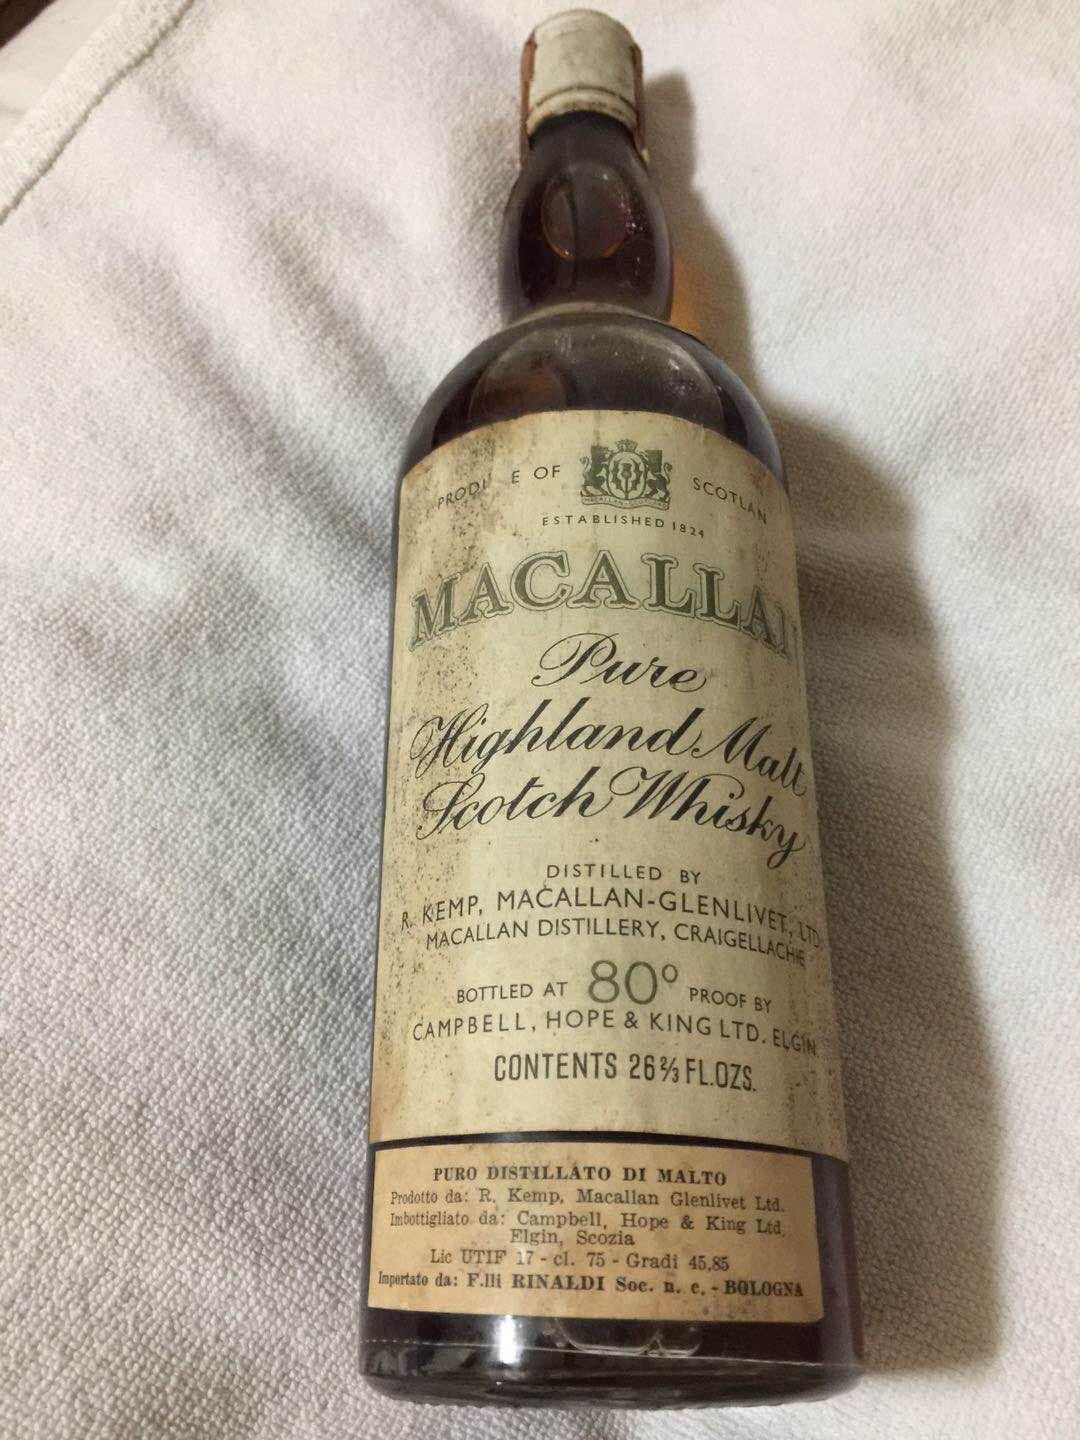 PRODU E OF SCOTLAN
ESTABLISHED 1824
MACALLAN
Pure
Highland Malt
Scotch Whisky
DISTILLED BY
R. KEMP, MACALLAN-GLENLIVET, LTD.
MACALLAN DISTILLERY, CRAIGELLACHIE
BOTTLED AT 80º PROOF BY
CAMPBELL, HOPE & KING LTD. ELGIN.
CONTENTS 26⅔ FL.OZS.
PURO DISTILLATO DI MALTO
Prodotto da: R. Kemp, Macallan Glenlivet Ltd.
Imbottigliato da: Campbell, Hope & King Ltd.
Elgin, Scozia
Lic UTIF 17 - cl. 75 - Gradi 45,85
Importato da: F.lli RINALDI Soc. n. c. - BOLOGNA